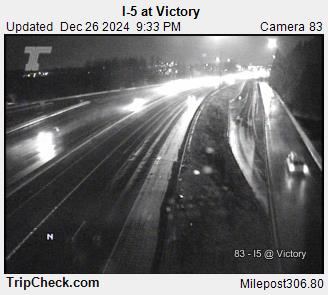 I-5 at Victory
Updated  Dec 26 2024  9:33 PM
Camera 83
N
83 - I5 @ Victory
TripCheck.com
Milepost306.80